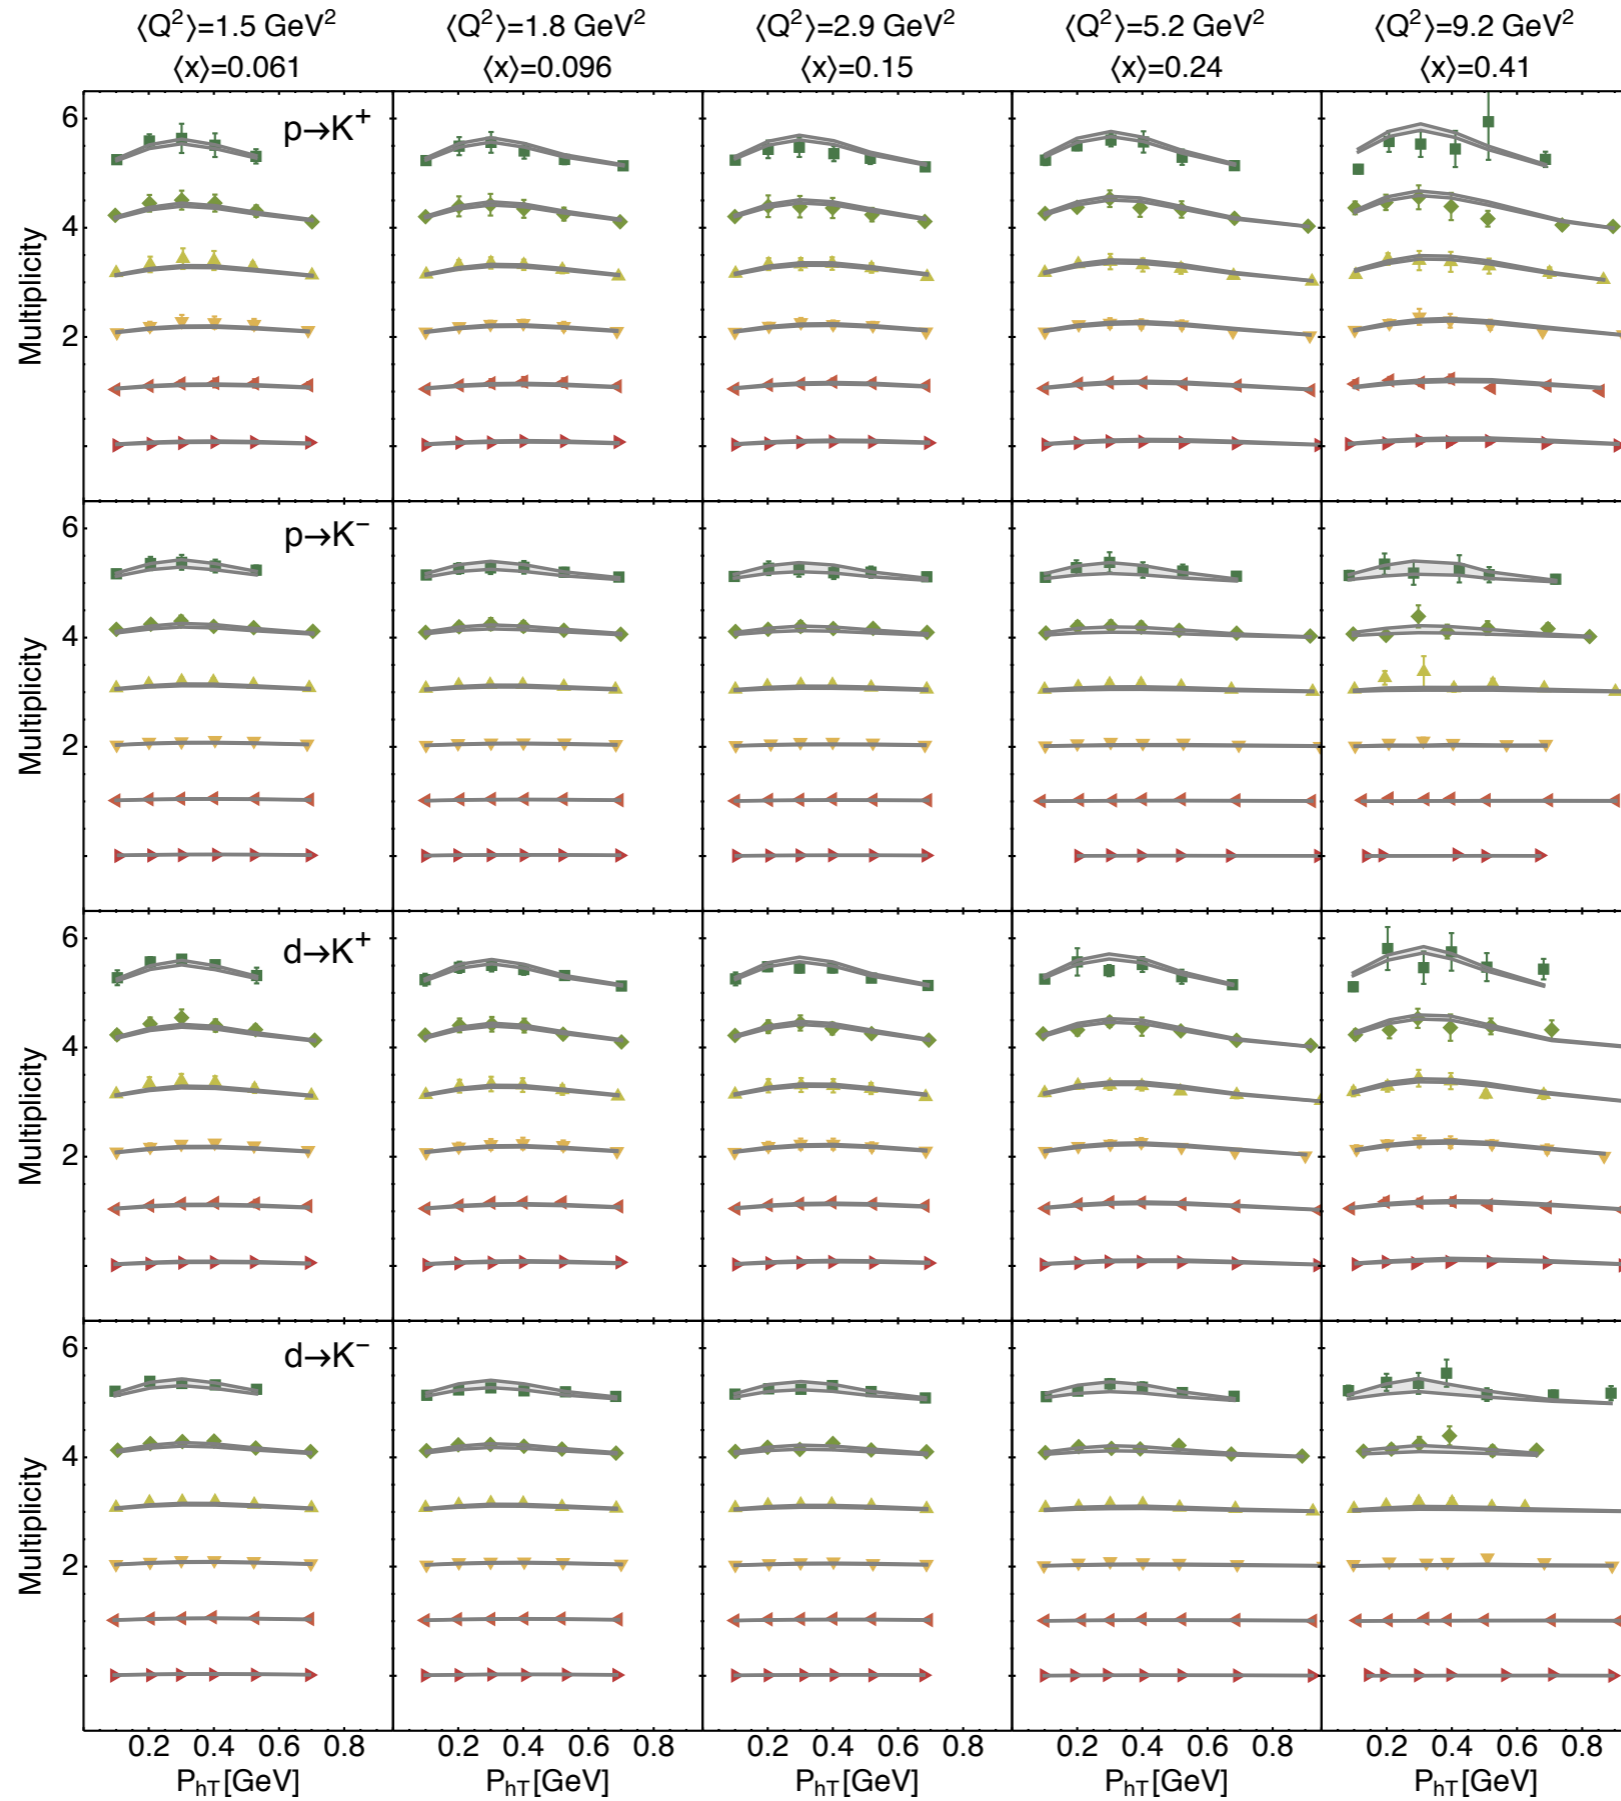 ⟨Q²⟩=1.5 GeV² ⟨Q²⟩=1.8 GeV² ⟨Q²⟩=2.9 GeV² ⟨Q²⟩=5.2 GeV² ⟨Q²⟩=9.2 GeV²
⟨x⟩=0.061 ⟨x⟩=0.096 ⟨x⟩=0.15 ⟨x⟩=0.24 ⟨x⟩=0.41
6
p→K⁺
4
Multiplicity
2
6
p→K⁻
4
Multiplicity
2
6
d→K⁺
4
Multiplicity
2
6
d→K⁻
4
Multiplicity
2
0.2 0.4 0.6 0.8 0.2 0.4 0.6 0.8 0.2 0.4 0.6 0.8 0.2 0.4 0.6 0.8 0.2 0.4 0.6 0.8
P_hT[GeV] P_hT[GeV] P_hT[GeV] P_hT[GeV] P_hT[GeV]